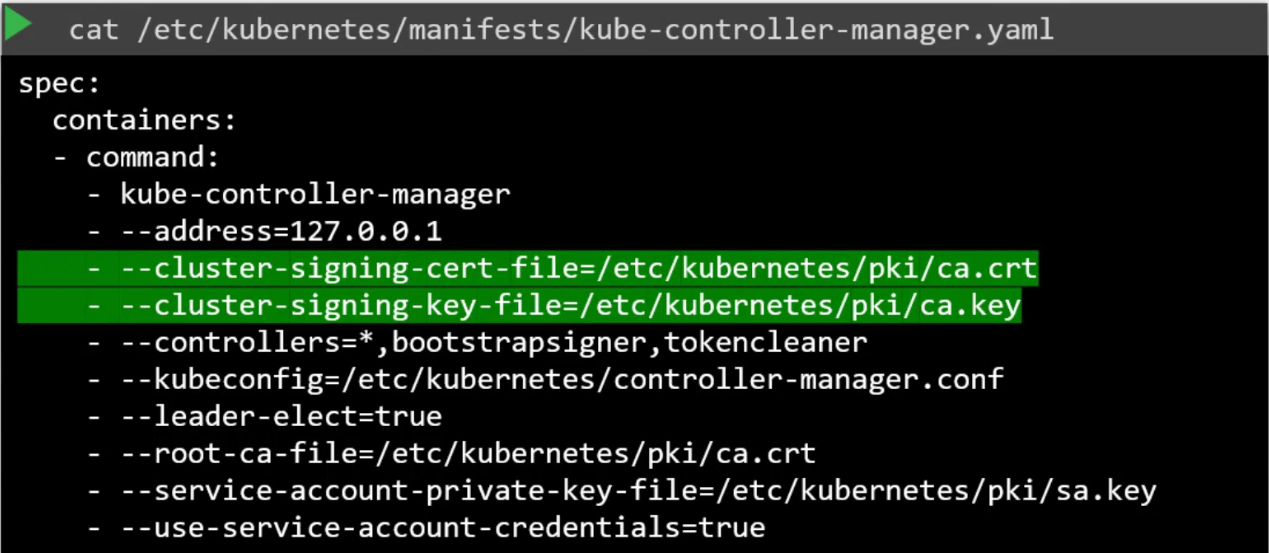 cat /etc/kubernetes/manifests/kube-controller-manager.yaml
spec:
  containers:
  - command:
    - kube-controller-manager
    - --address=127.0.0.1
    - --cluster-signing-cert-file=/etc/kubernetes/pki/ca.crt
    - --cluster-signing-key-file=/etc/kubernetes/pki/ca.key
    - --controllers=*,bootstrapsigner,tokencleaner
    - --kubeconfig=/etc/kubernetes/controller-manager.conf
    - --leader-elect=true
    - --root-ca-file=/etc/kubernetes/pki/ca.crt
    - --service-account-private-key-file=/etc/kubernetes/pki/sa.key
    - --use-service-account-credentials=true